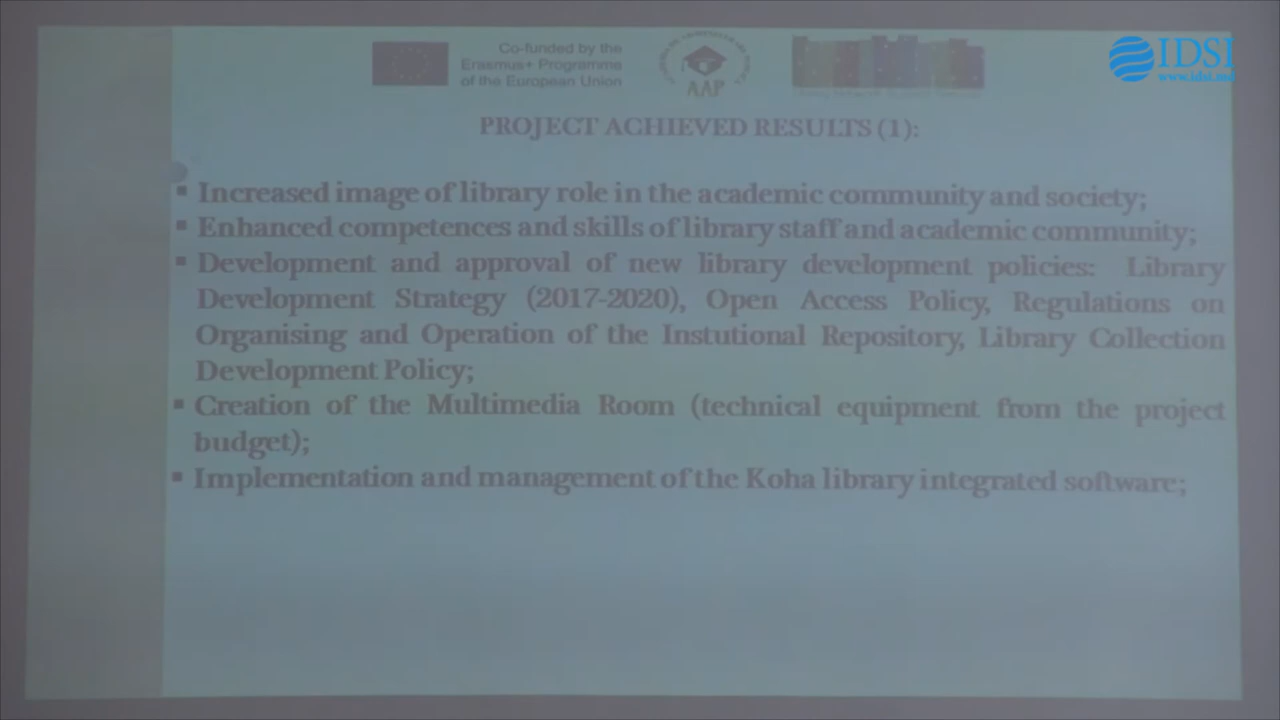 Co-funded by the
Erasmus+ Programme
of the European Union
AAP
IDSI
www.idsi.md
PROJECT ACHIEVED RESULTS (1):
▪ Increased image of library role in the academic community and society;
▪ Enhanced competences and skills of library staff and academic community;
▪ Development and approval of new library development policies: Library
Development Strategy (2017-2020), Open Access Policy, Regulations on
Organising and Operation of the Instutional Repository, Library Collection
Development Policy;
▪ Creation of the Multimedia Room (technical equipment from the project
budget);
▪ Implementation and management of the Koha library integrated software;